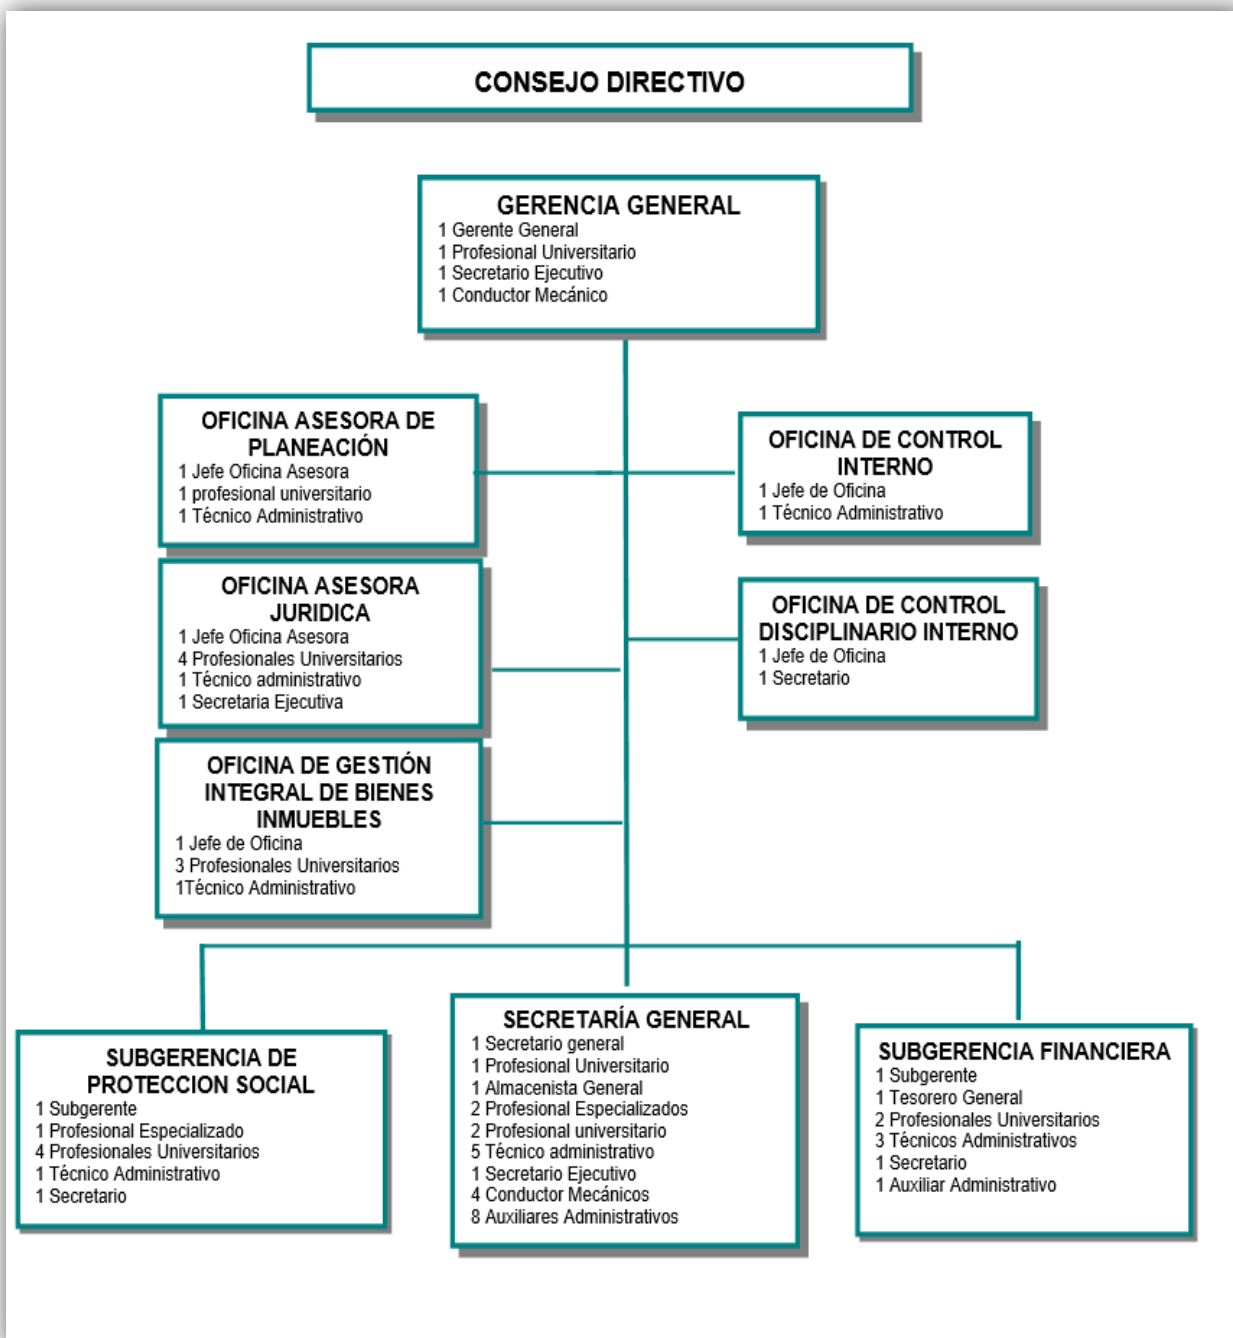 CONSEJO DIRECTIVO
GERENCIA GENERAL
1 Gerente General
1 Profesional Universitario
1 Secretario Ejecutivo
1 Conductor Mecánico
OFICINA ASESORA DE
PLANEACIÓN
1 Jefe Oficina Asesora
1 profesional universitario
1 Técnico Administrativo
OFICINA DE CONTROL
INTERNO
1 Jefe de Oficina
1 Técnico Administrativo
OFICINA ASESORA
JURIDICA
1 Jefe Oficina Asesora
4 Profesionales Universitarios
1 Técnico administrativo
1 Secretaria Ejecutiva
OFICINA DE CONTROL
DISCIPLINARIO INTERNO
1 Jefe de Oficina
1 Secretario
OFICINA DE GESTIÓN
INTEGRAL DE BIENES
INMUEBLES
1 Jefe de Oficina
3 Profesionales Universitarios
1Técnico Administrativo
SUBGERENCIA DE
PROTECCION SOCIAL
1 Subgerente
1 Profesional Especializado
4 Profesionales Universitarios
1 Técnico Administrativo
1 Secretario
SECRETARÍA GENERAL
1 Secretario general
1 Profesional Universitario
1 Almacenista General
2 Profesional Especializados
2 Profesional universitario
5 Técnico administrativo
1 Secretario Ejecutivo
4 Conductor Mecánicos
8 Auxiliares Administrativos
SUBGERENCIA FINANCIERA
1 Subgerente
1 Tesorero General
2 Profesionales Universitarios
3 Técnicos Administrativos
1 Secretario
1 Auxiliar Administrativo